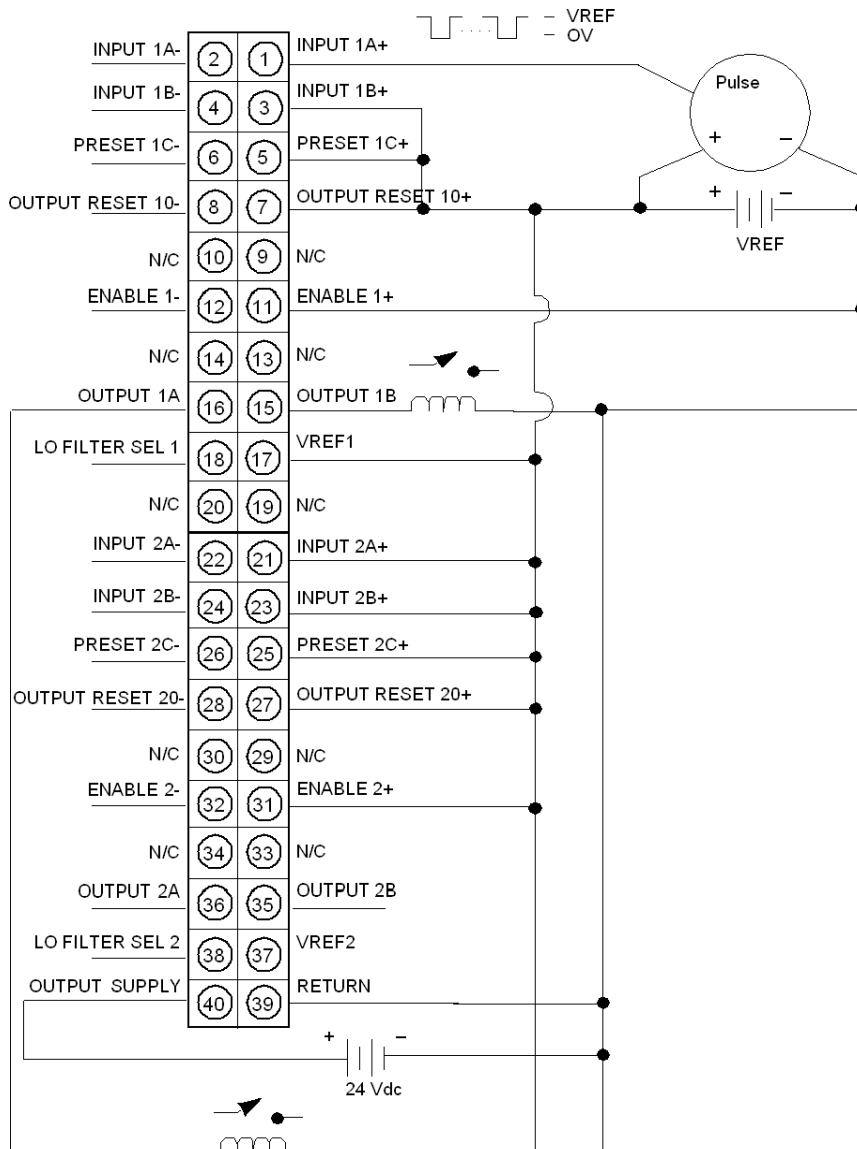 VREF
OV
INPUT 1A- 2 1 INPUT 1A+
Pulse
+ −
INPUT 1B- 4 3 INPUT 1B+
PRESET 1C- 6 5 PRESET 1C+
OUTPUT RESET 10- 8 7 OUTPUT RESET 10+
+ −
VREF
N/C 10 9 N/C
ENABLE 1- 12 11 ENABLE 1+
N/C 14 13 N/C
OUTPUT 1A 16 15 OUTPUT 1B
LO FILTER SEL 1 18 17 VREF1
N/C 20 19 N/C
INPUT 2A- 22 21 INPUT 2A+
INPUT 2B- 24 23 INPUT 2B+
PRESET 2C- 26 25 PRESET 2C+
OUTPUT RESET 20- 28 27 OUTPUT RESET 20+
N/C 30 29 N/C
ENABLE 2- 32 31 ENABLE 2+
N/C 34 33 N/C
OUTPUT 2A 36 35 OUTPUT 2B
LO FILTER SEL 2 38 37 VREF2
OUTPUT SUPPLY 40 39 RETURN
+ −
24 Vdc